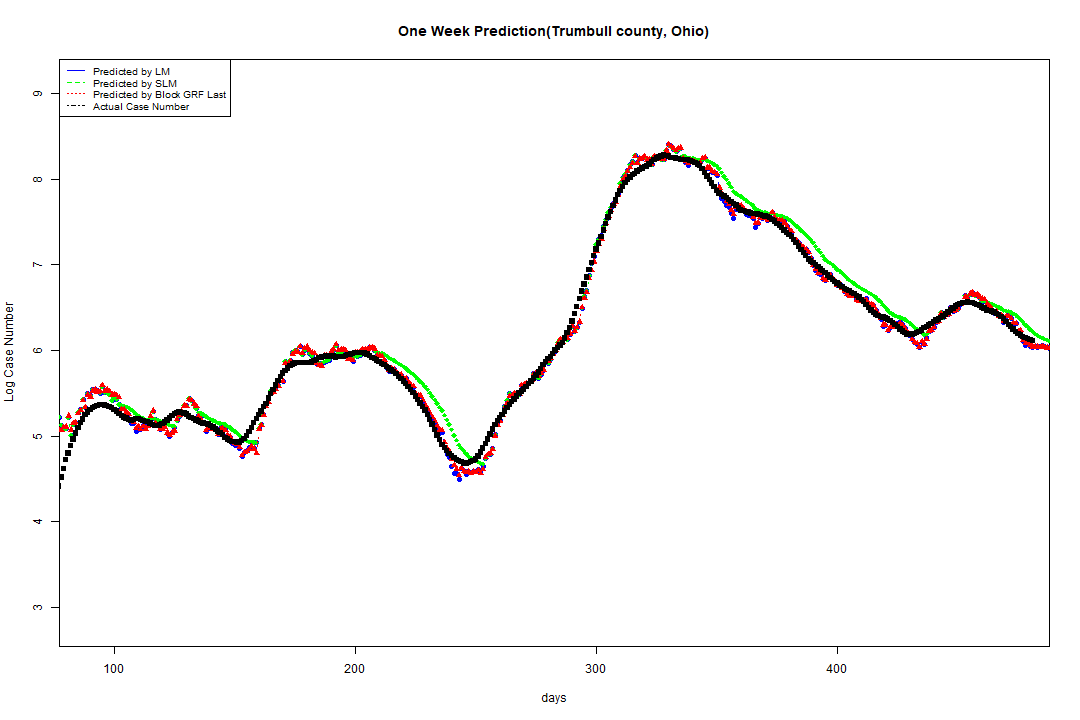 One Week Prediction(Trumbull county, Ohio)
Predicted by LM
Predicted by SLM
Predicted by Block GRF Last
Actual Case Number
9
8
7
6
5
4
3
Log Case Number
100 200 300 400
days